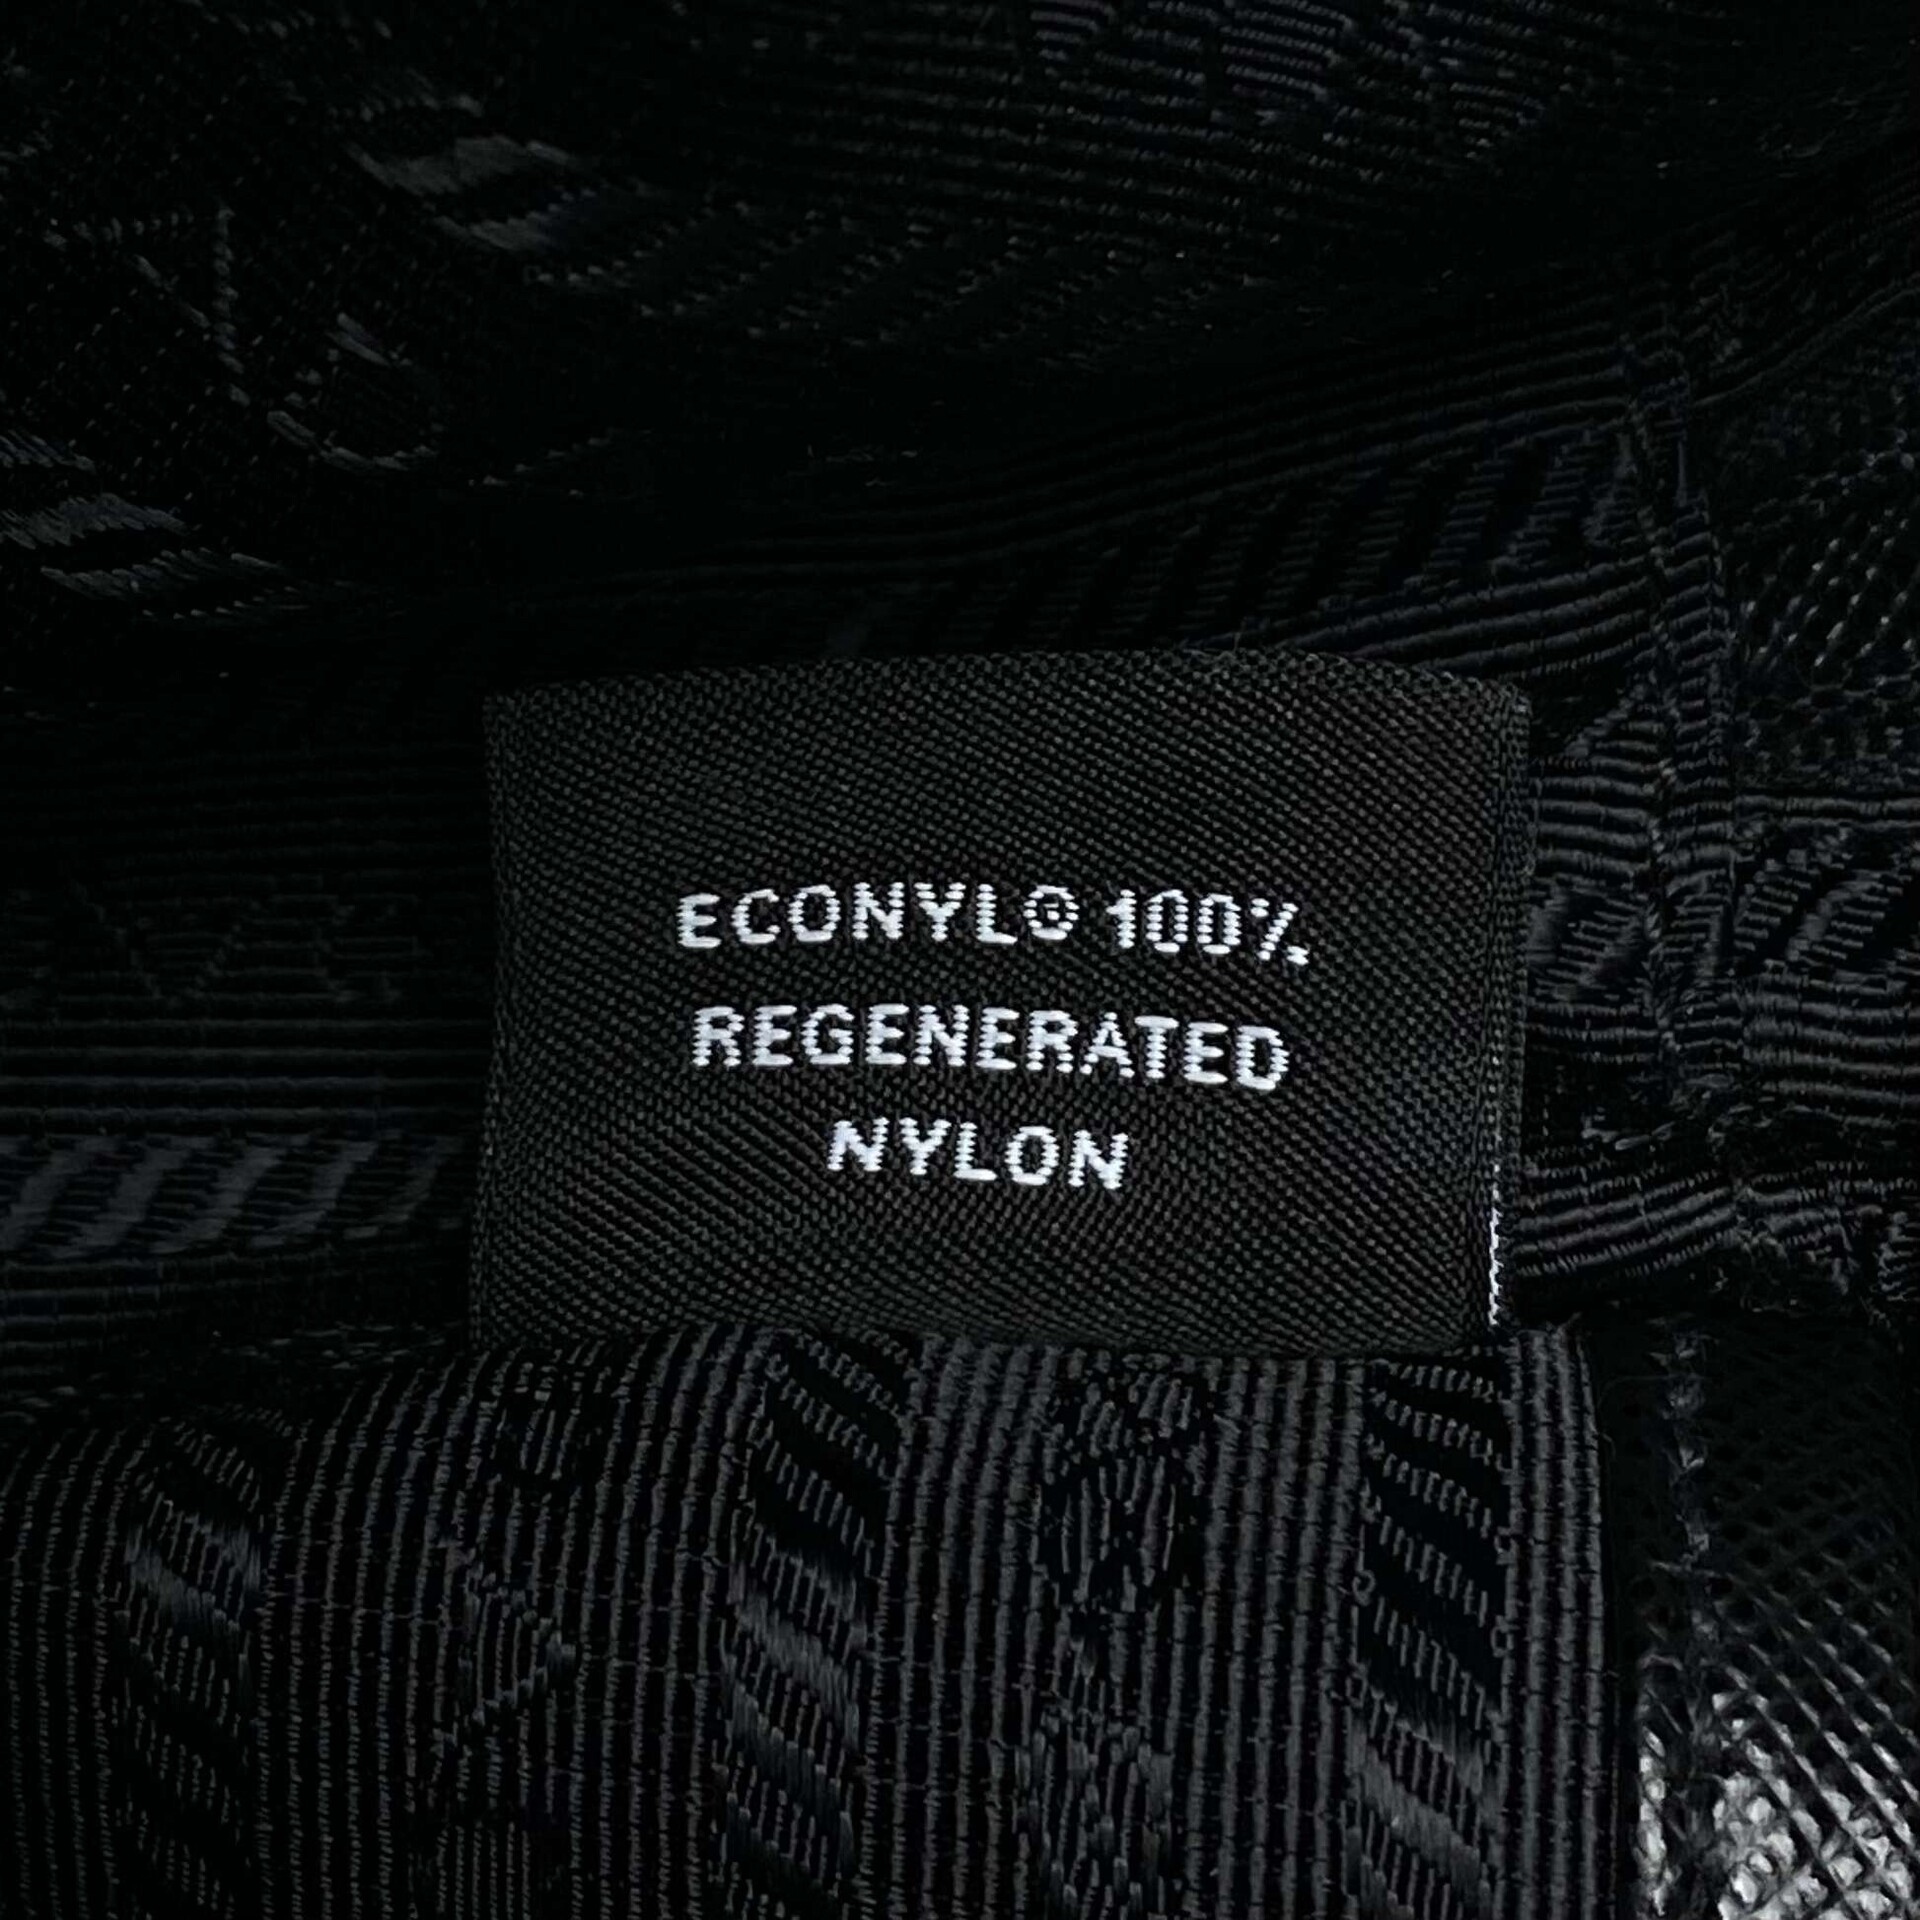 ECONYL® 100%
REGENERATED
NYLON